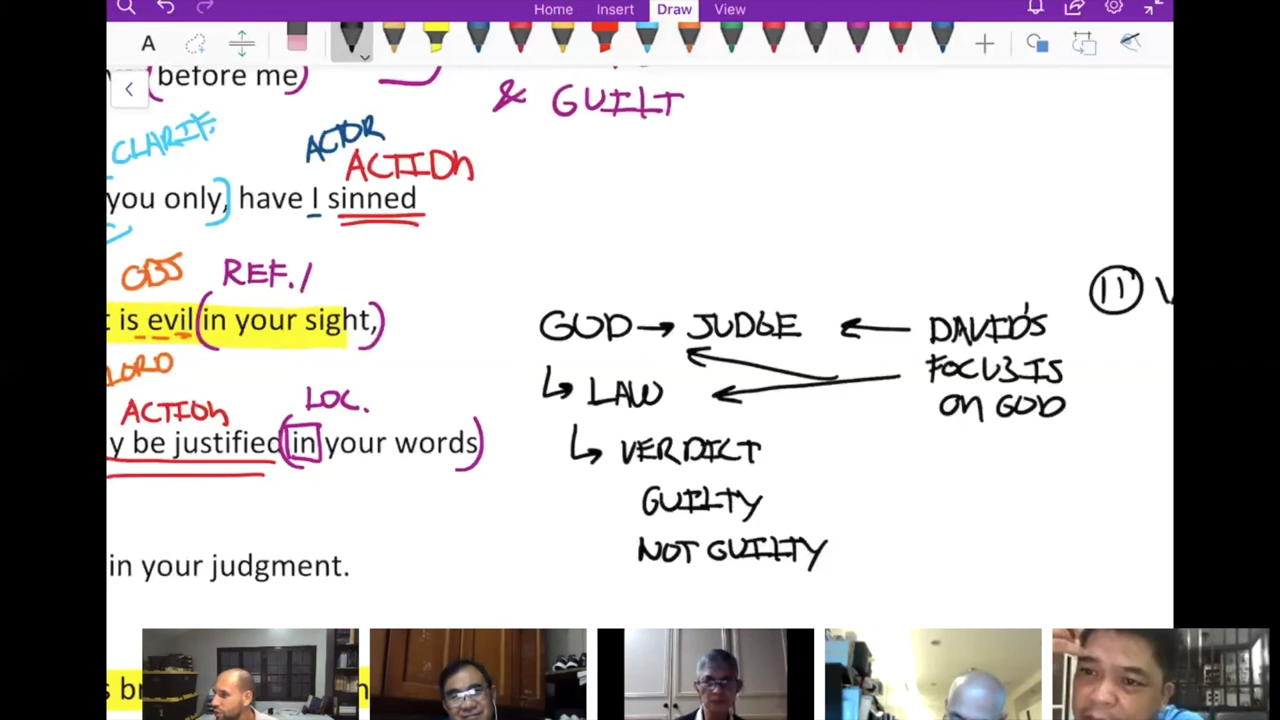 Home Insert Draw View
A
(before me)
& GUILT
CLARIF.
ACTOR
ACTION
you only, have I sinned
OBJ REF. /
is evil in your sight,
GOD → JUDGE ← DAVID'S
FOCUS IS
ON GOD
11
↳ LAW
↳ VERDICT
GUILTY
NOT GUILTY
LORD
ACTION LOC.
y be justified in your words)
in your judgment.